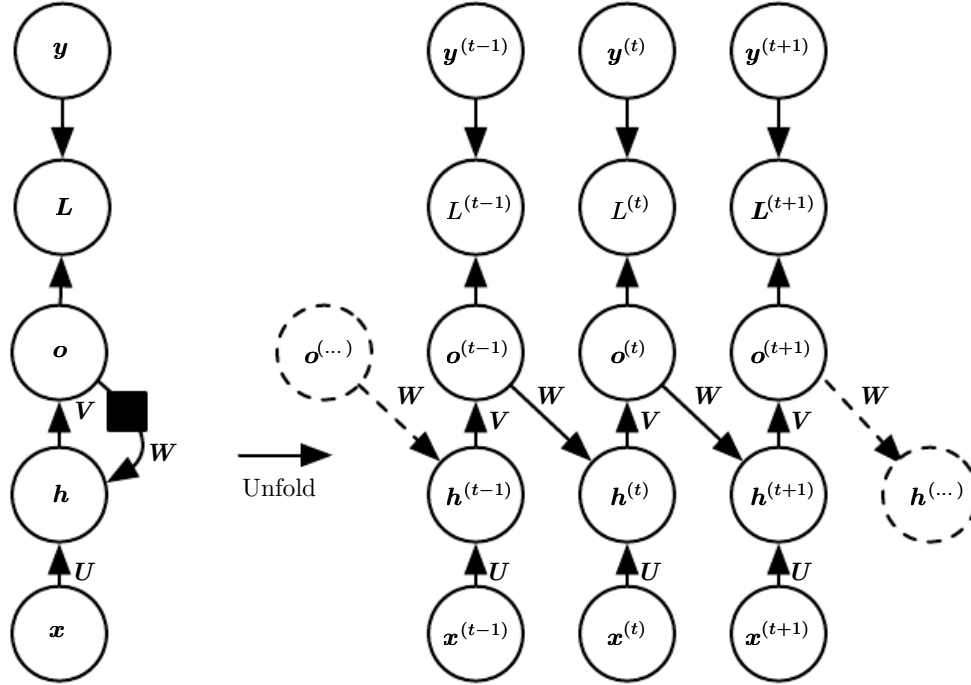 y y^(t−1) y^(t) y^(t+1)
L L^(t−1) L^(t) L^(t+1)
o o^(...) o^(t−1) o^(t) o^(t+1)
W W W W
V V V V
W
h h^(t−1) h^(t) h^(t+1) h^(...)
Unfold
U U U U
x x^(t−1) x^(t) x^(t+1)